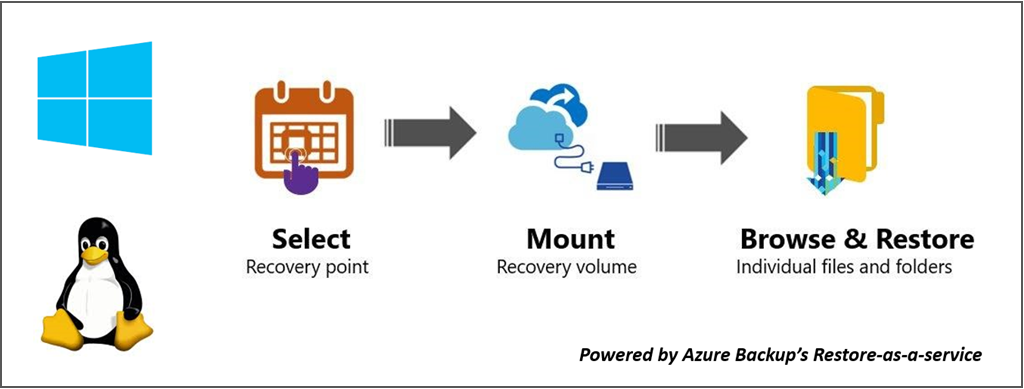 Select
Recovery point
Mount
Recovery volume
Browse & Restore
Individual files and folders
Powered by Azure Backup's Restore-as-a-service